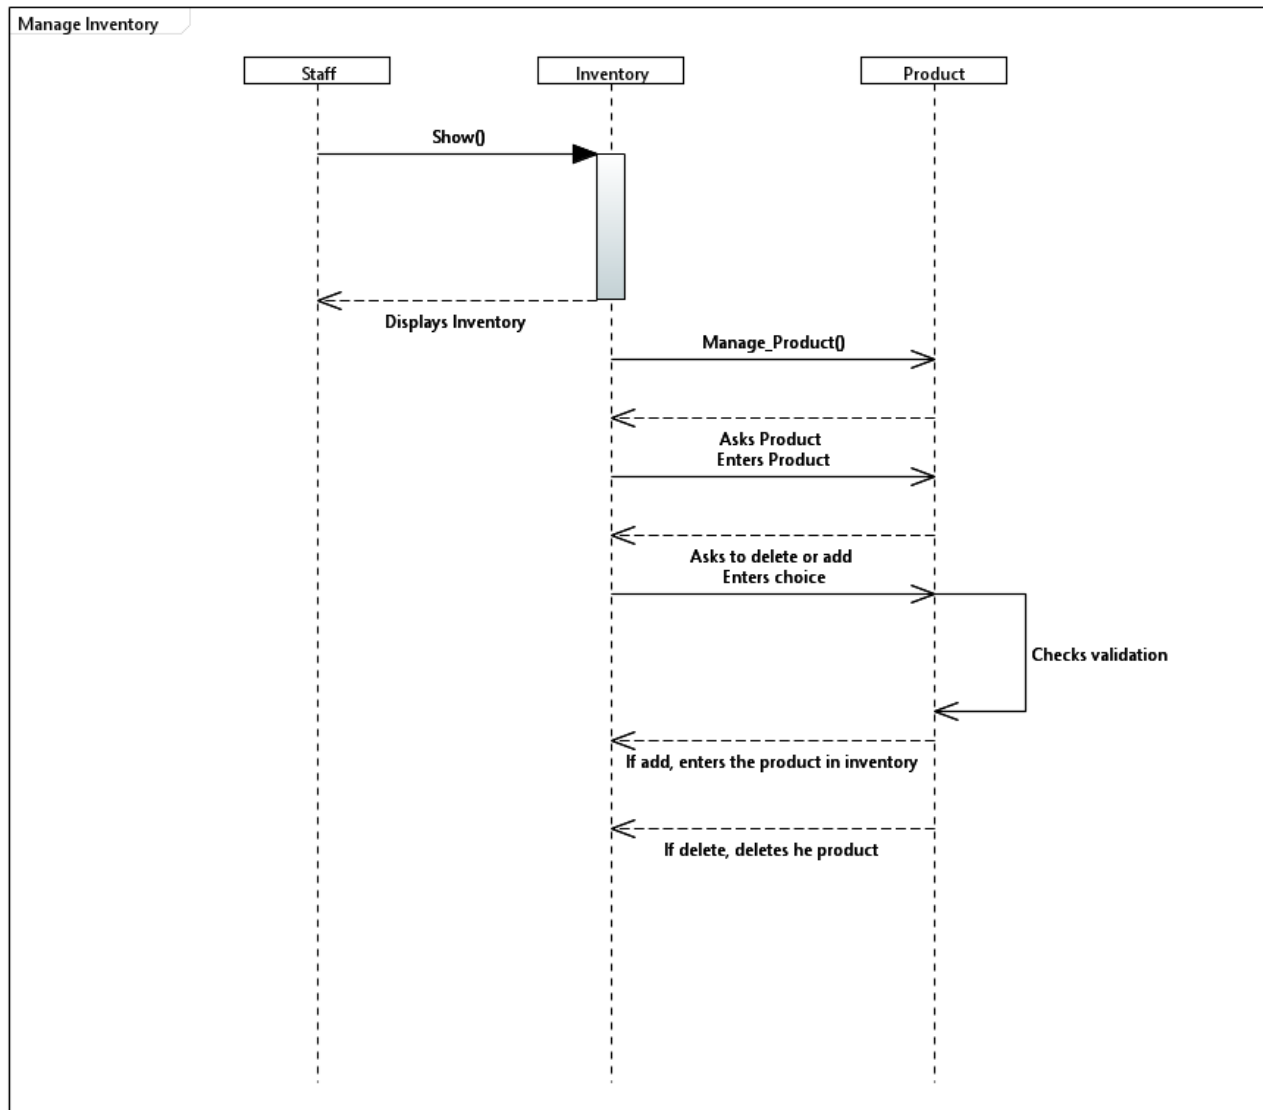 Manage Inventory
Staff
Inventory
Product
Show()
Displays Inventory
Manage_Product()
Asks Product
Enters Product
Asks to delete or add
Enters choice
Checks validation
If add, enters the product in inventory
If delete, deletes he product